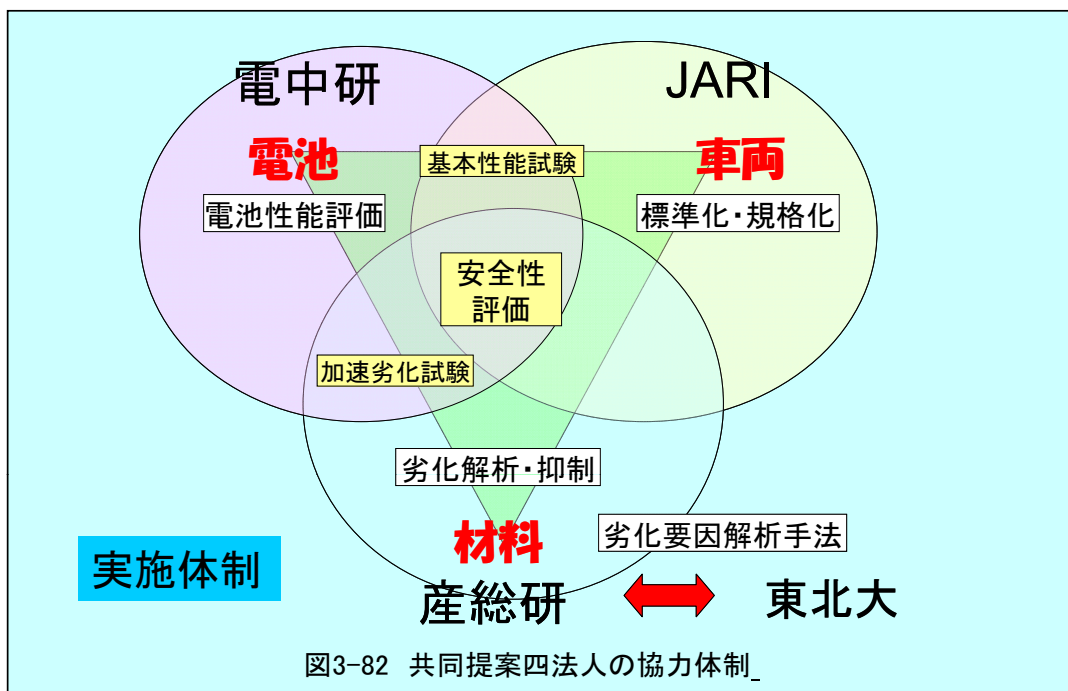 電中研
JARI
電池
基本性能試験
車両
電池性能評価
標準化・規格化
安全性
評価
加速劣化試験
劣化解析・抑制
材料
劣化要因解析手法
実施体制
産総研
東北大
図3-82 共同提案四法人の協力体制